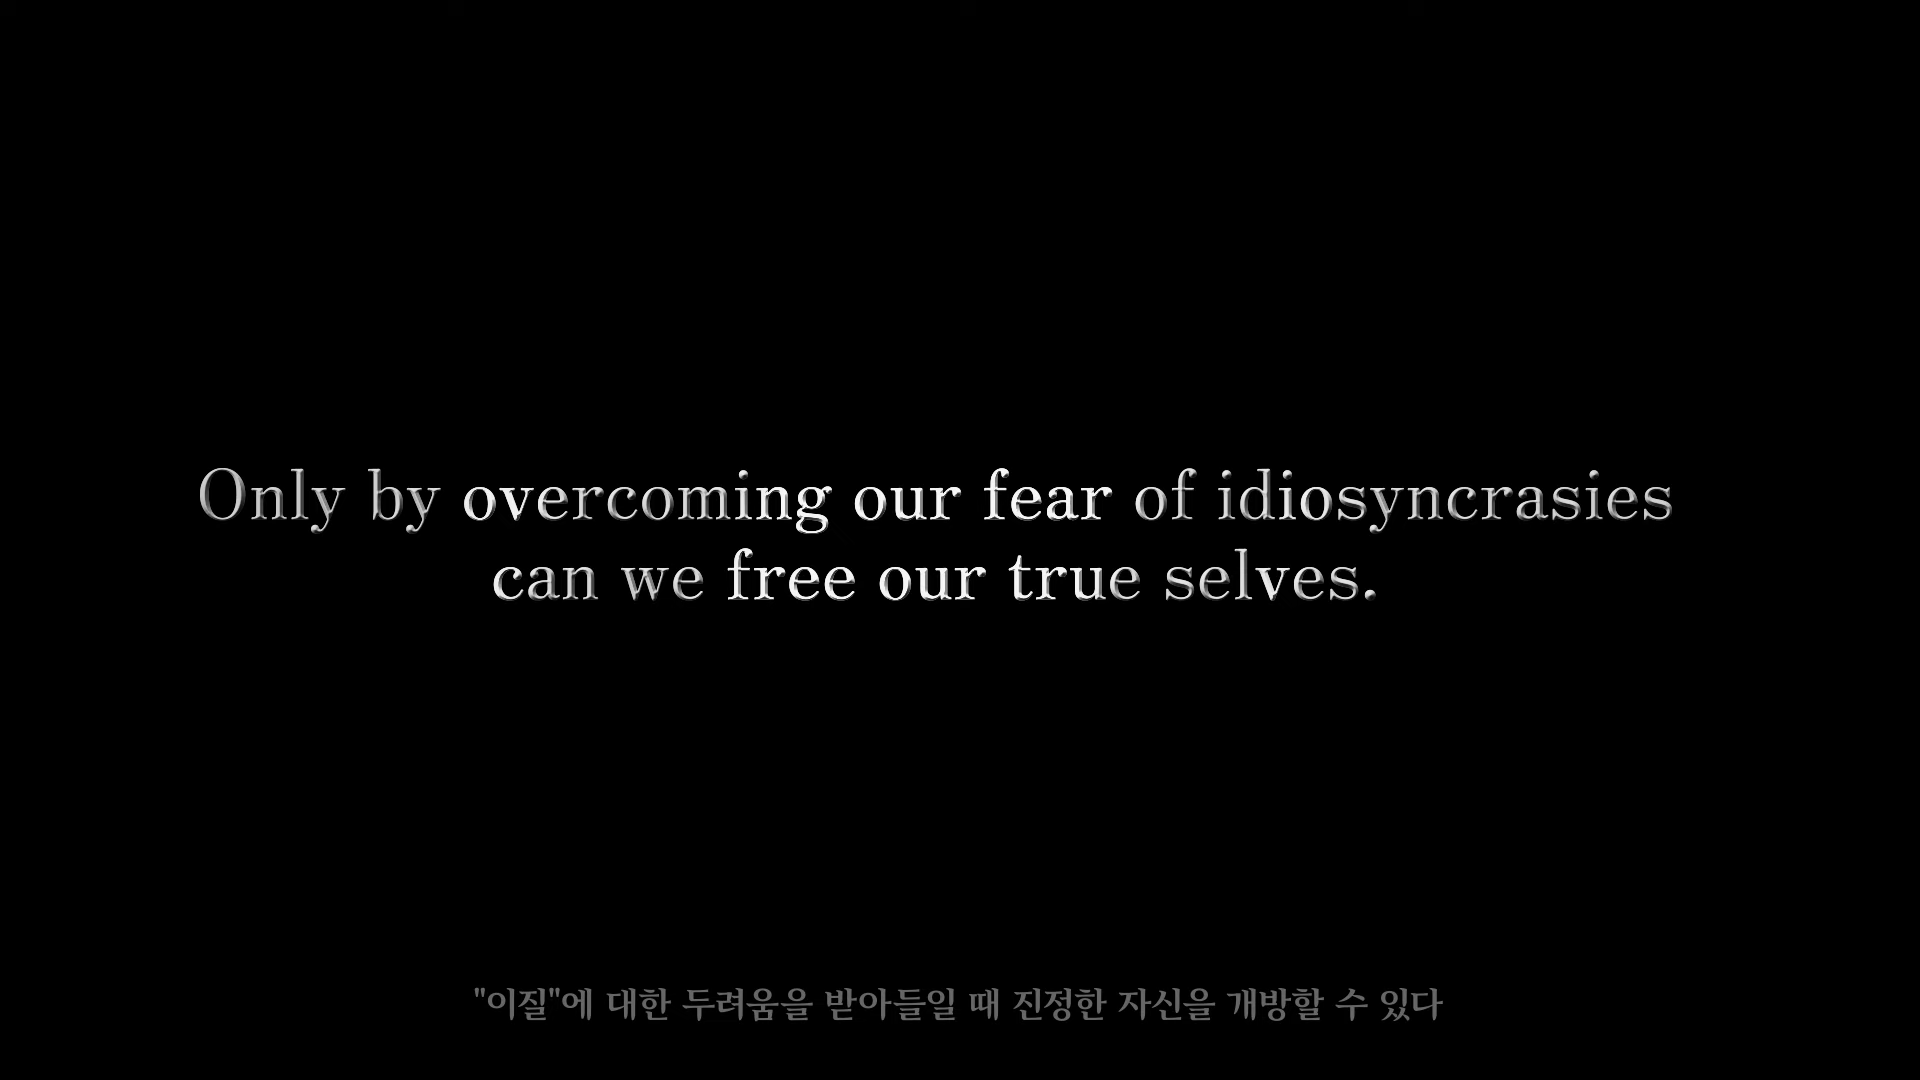 Only by overcoming our fear of idiosyncrasies
can we free our true selves.
"이질"에 대한 두려움을 받아들일 때 진정한 자신을 개방할 수 있다